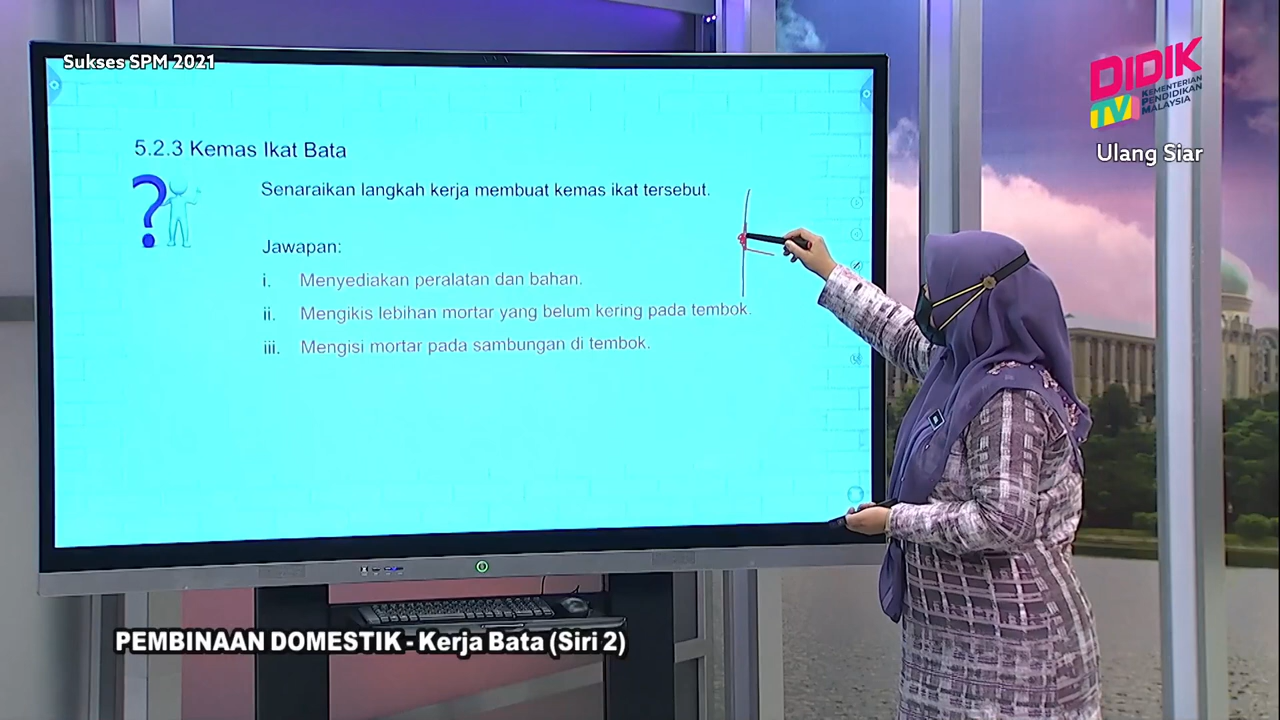 Sukses SPM 2021
DIDIK
TV
KEMENTERIAN
PENDIDIKAN
MALAYSIA
Ulang Siar
5.2.3 Kemas Ikat Bata
?
Senaraikan langkah kerja membuat kemas ikat tersebut.
Jawapan:
i. Menyediakan peralatan dan bahan.
ii. Mengikis lebihan mortar yang belum kering pada tembok.
iii. Mengisi mortar pada sambungan di tembok.
PEMBINAAN DOMESTIK - Kerja Bata (Siri 2)